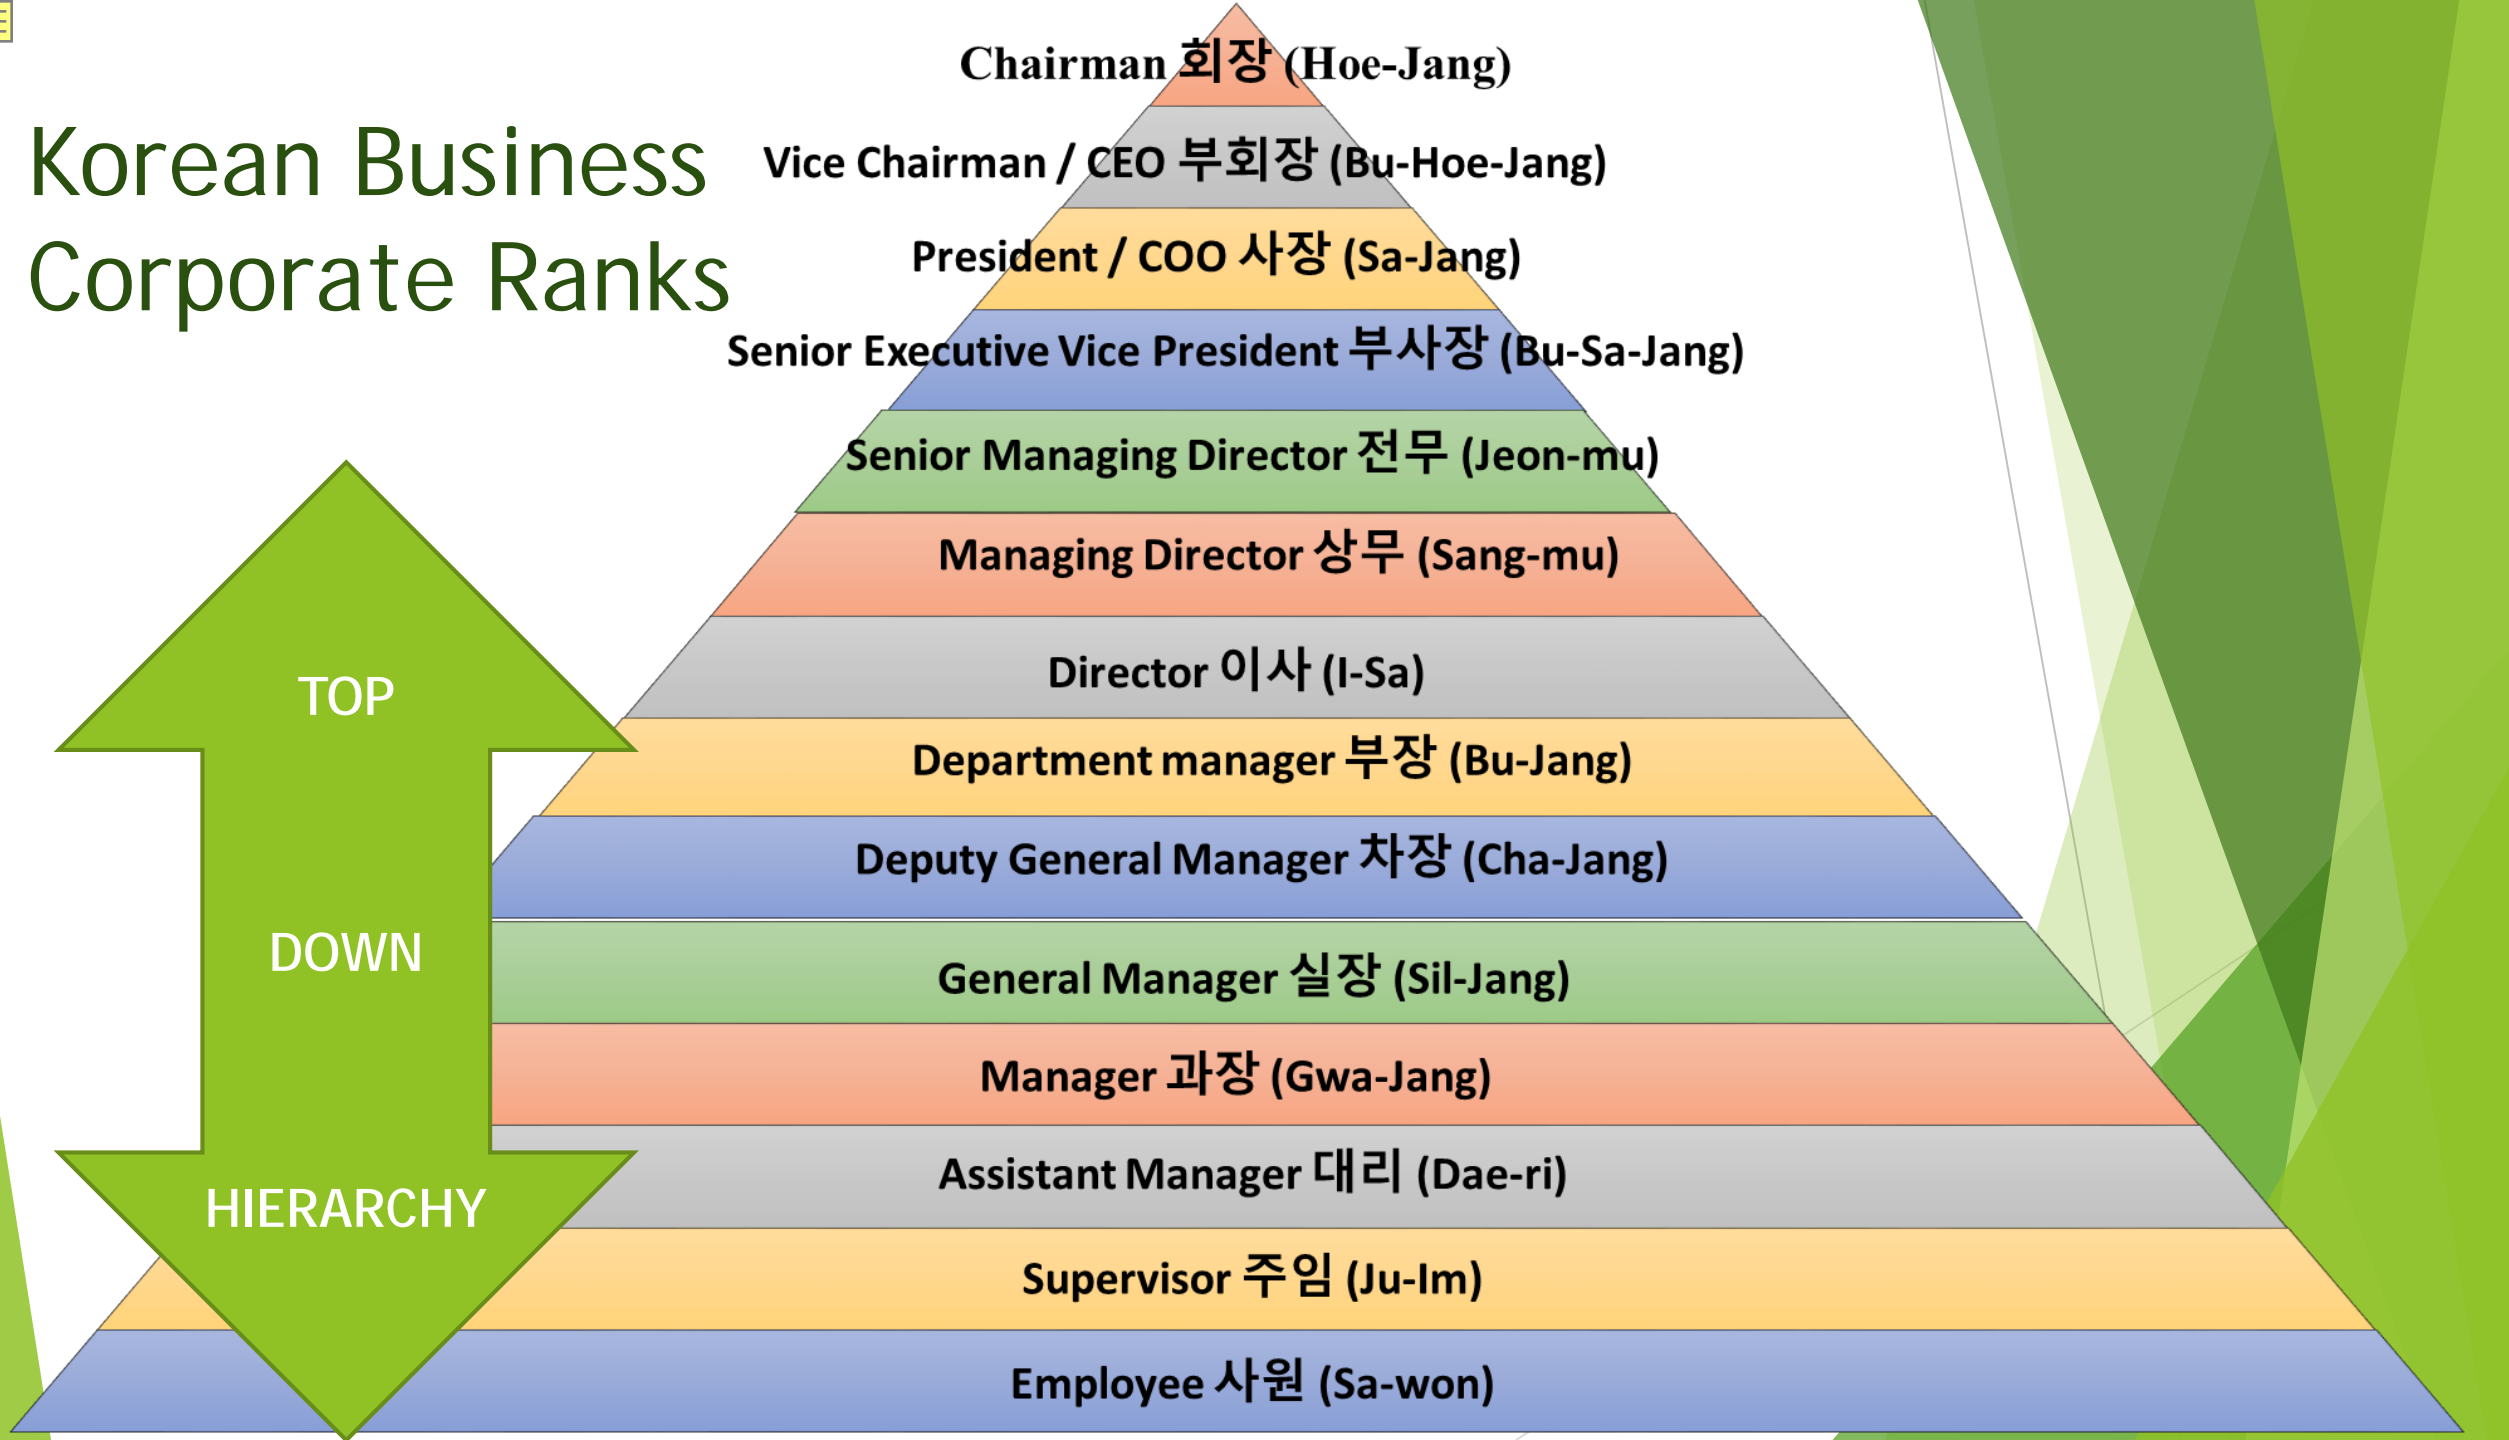 Korean Business
Corporate Ranks
Chairman 회장 (Hoe-Jang)
Vice Chairman / CEO 부회장 (Bu-Hoe-Jang)
President / COO 사장 (Sa-Jang)
Senior Executive Vice President 부사장 (Bu-Sa-Jang)
Senior Managing Director 전무 (Jeon-mu)
Managing Director 상무 (Sang-mu)
Director 이사 (I-Sa)
Department manager 부장 (Bu-Jang)
Deputy General Manager 차장 (Cha-Jang)
General Manager 실장 (Sil-Jang)
Manager 과장 (Gwa-Jang)
Assistant Manager 대리 (Dae-ri)
Supervisor 주임 (Ju-Im)
Employee 사원 (Sa-won)
TOP
DOWN
HIERARCHY